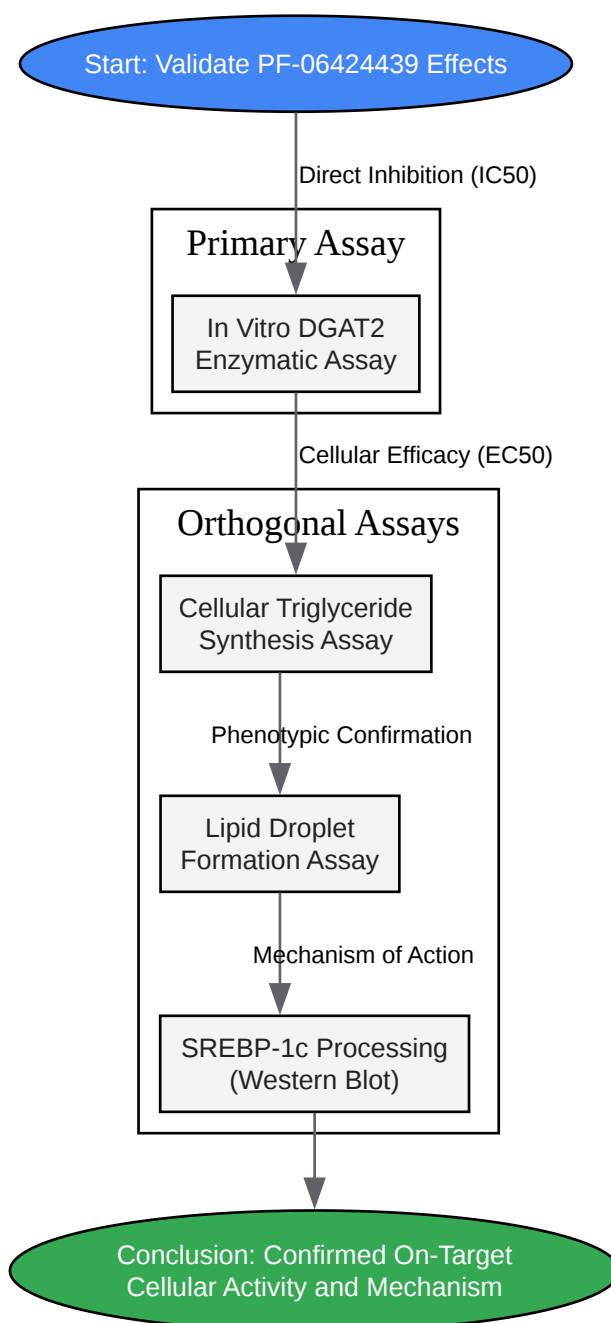 Start: Validate PF-06424439 Effects
Direct Inhibition (IC50)
Primary Assay
In Vitro DGAT2
Enzymatic Assay
Cellular Efficacy (EC50)
Orthogonal Assays
Cellular Triglyceride
Synthesis Assay
Phenotypic Confirmation
Lipid Droplet
Formation Assay
Mechanism of Action
SREBP-1c Processing
(Western Blot)
Conclusion: Confirmed On-Target
Cellular Activity and Mechanism